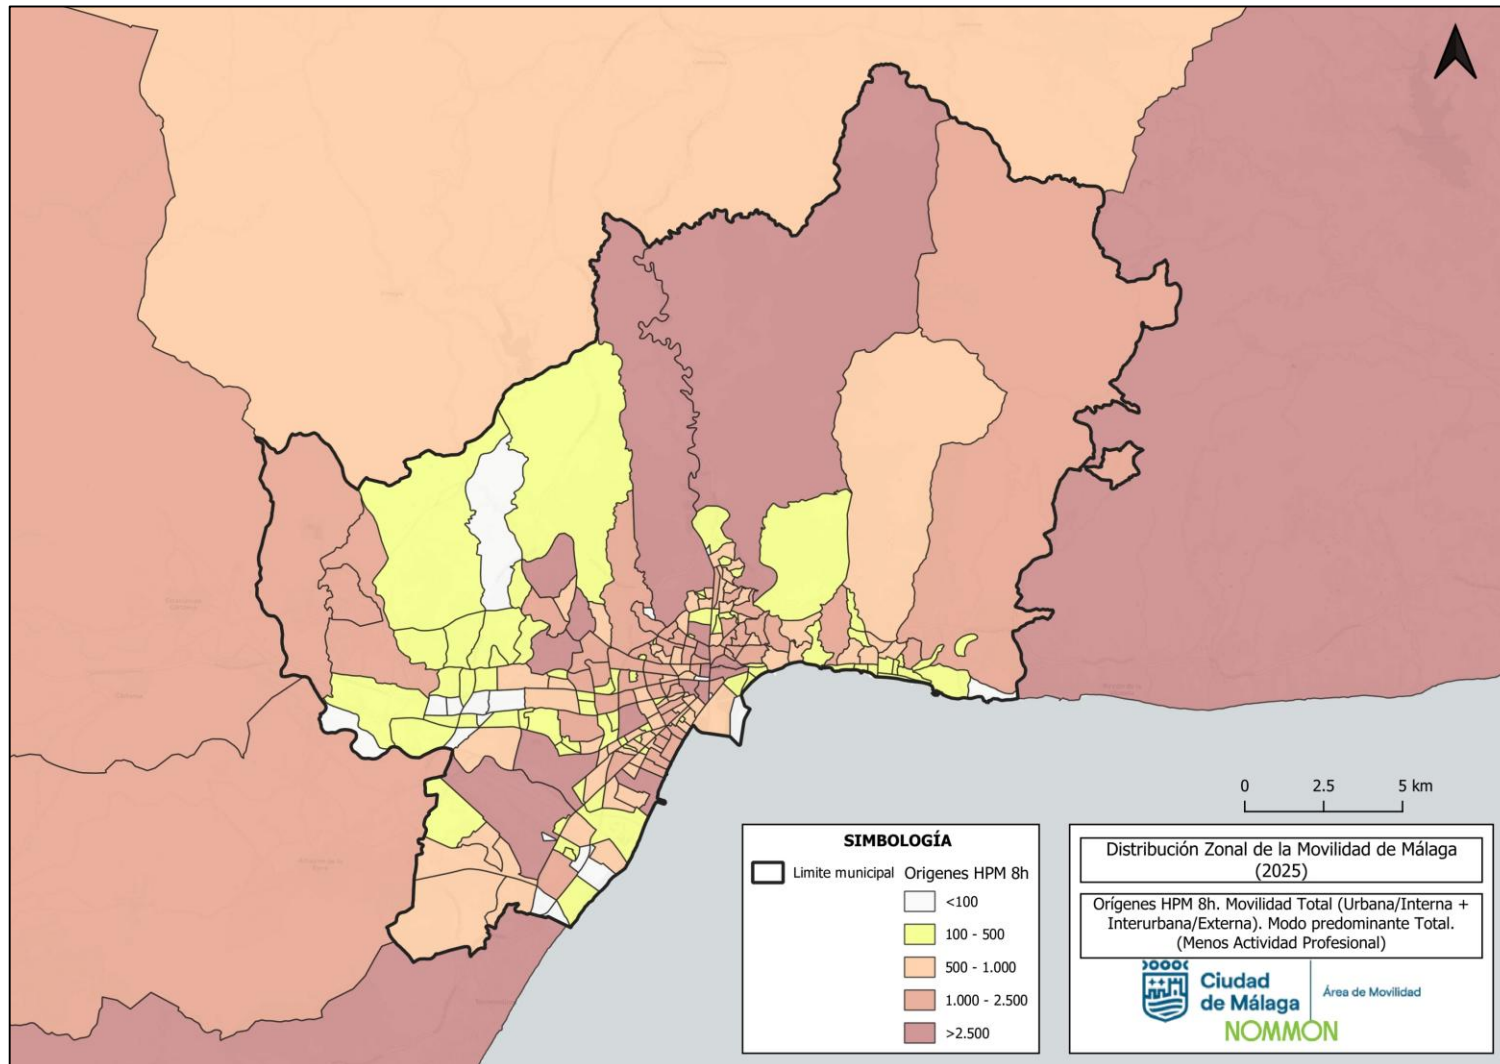 0 2.5 5 km
SIMBOLOGÍA
Limite municipal
Origenes HPM 8h
<100
100 - 500
500 - 1.000
1.000 - 2.500
>2.500
Distribución Zonal de la Movilidad de Málaga
(2025)
Orígenes HPM 8h. Movilidad Total (Urbana/Interna +
Interurbana/Externa). Modo predominante Total.
(Menos Actividad Profesional)
Ciudad
de Málaga
Área de Movilidad
NOMMON